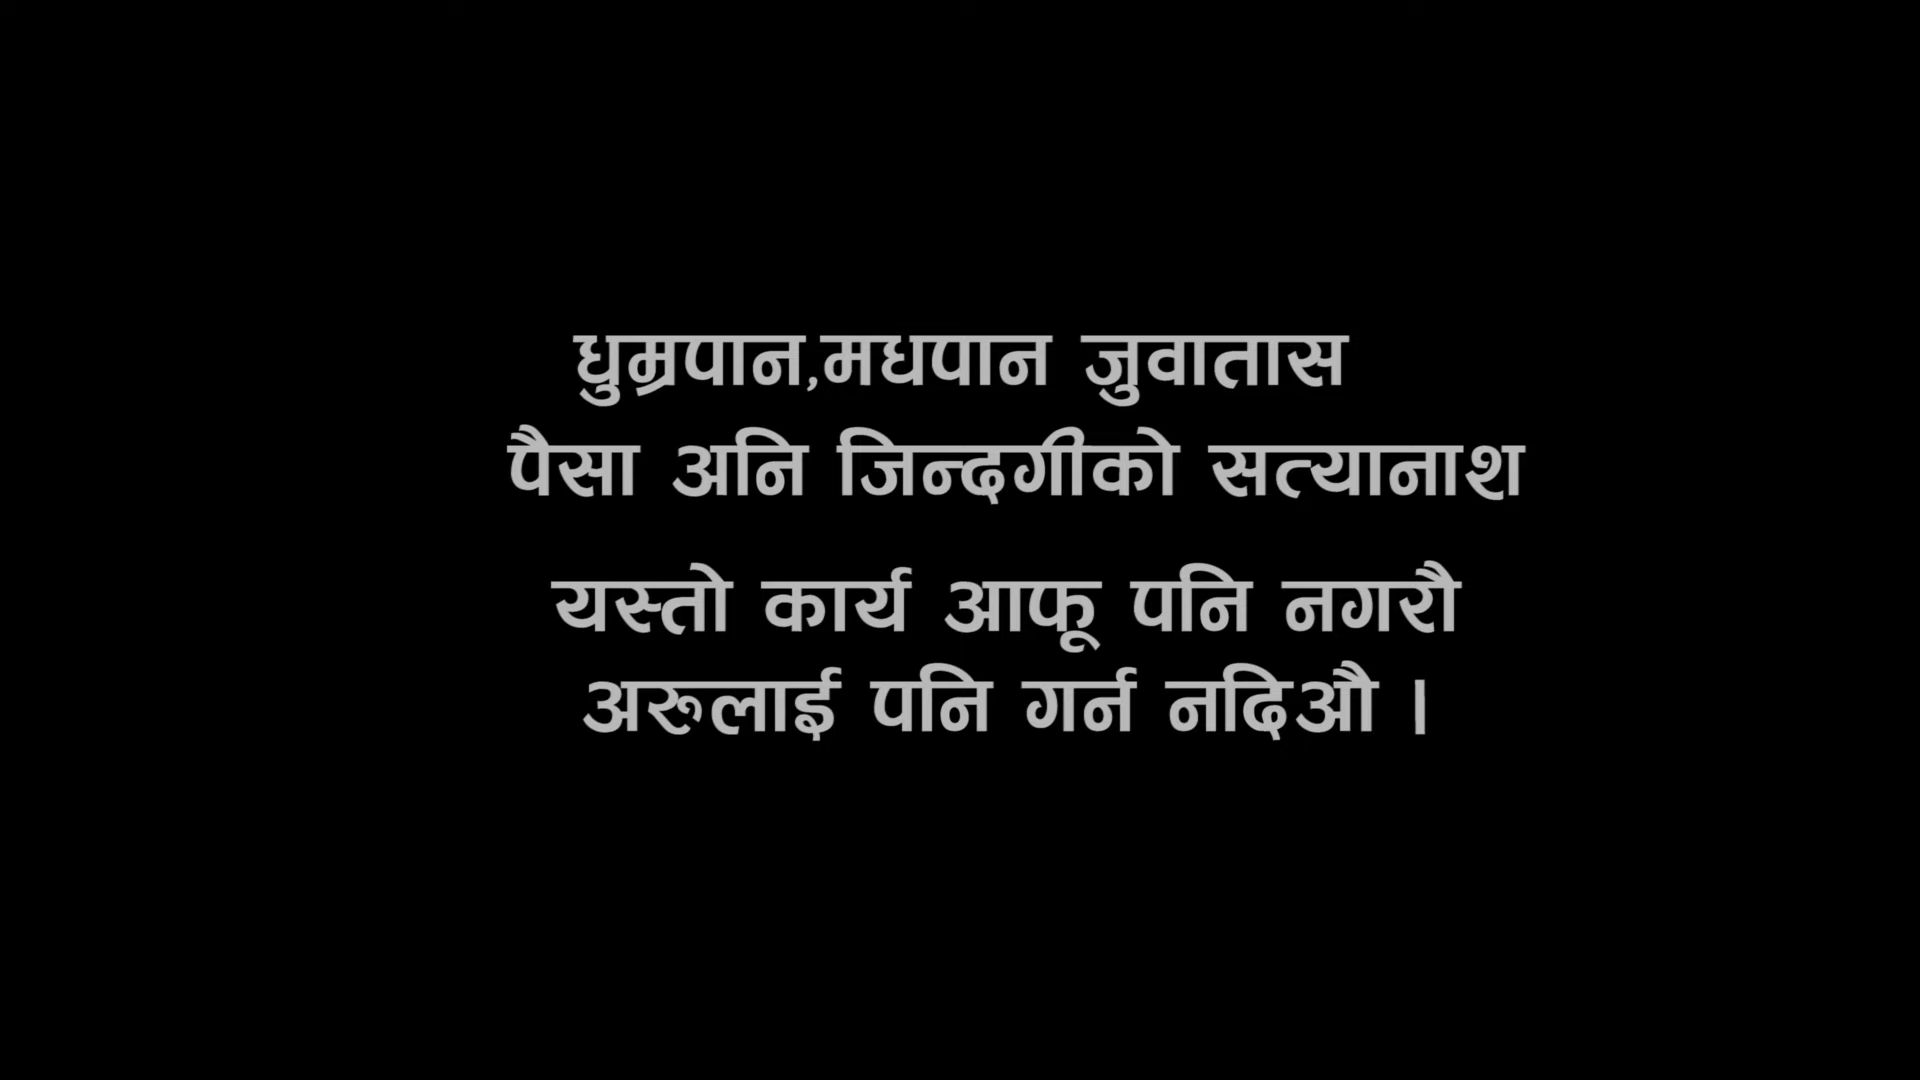 धुम्रपान,मधपान जुवातास
पैसा अनि जिन्दगीको सत्यानाश
यस्तो कार्य आफू पनि नगरौ
अरुलाई पनि गर्न नदिऔ ।